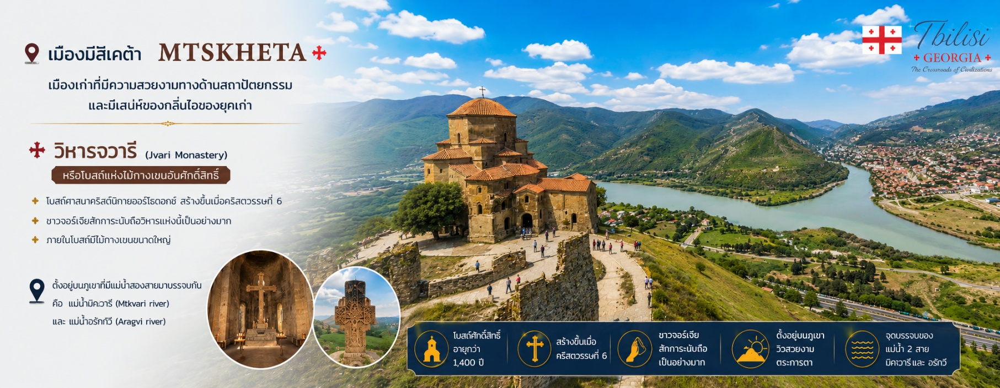 เมืองมิสเคต้า MTSKHETA
เมืองเก่าที่มีความสวยงามทางด้านสถาปัตยกรรม
และมีเสน่ห์ของกลิ่นไอของยุคเก่า
วิหารจวารี (Jvari Monastery)
หรือโบสถ์แห่งไม้กางเขนอันศักดิ์สิทธิ์
โบสถ์ศาสนาคริสต์นิกายออร์โธดอกซ์ สร้างขึ้นเมื่อคริสตวรรษที่ 6
ชาวจอร์เจียสักการะนับถือวิหารแห่งนี้เป็นอย่างมาก
ภายในโบสถ์มีไม้กางเขนขนาดใหญ่
ตั้งอยู่บนภูเขาที่มีแม่น้ำสองสายมาบรรจบกัน
คือ (Mtkvari river)
และ แม่น้ำอรักกวี (Aragvi river)
Tbilisi
GEORGIA
The Crossroads of Civilizations
โบสถ์ศักดิ์สิทธิ์
อายุกว่า
1,400 ปี
สร้างขึ้นเมื่อ
คริสตวรรษที่ 6
ชาวจอร์เจีย
สักการะนับถือ
เป็นอย่างมาก
ตั้งอยู่บนภูเขา
วิวสวยงาม
ตระการตา
จุดบรรจบของ
แม่น้ำ 2 สาย
และ อรักวี